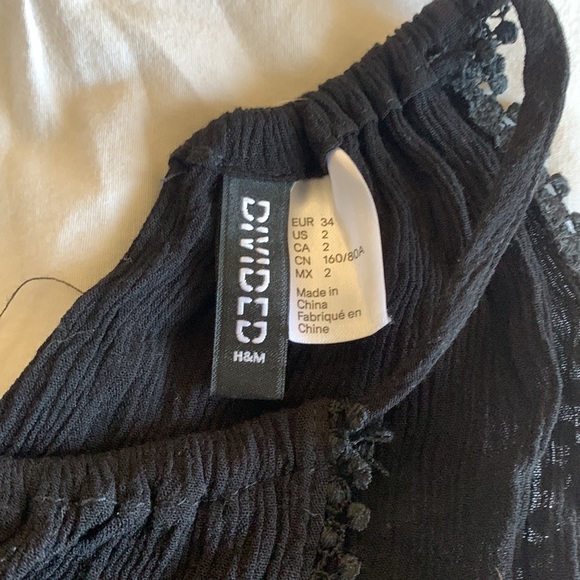 DIVIDED
H&M
EUR 34
US 2
CA 2
CN 160/80A
MX 2
Made in
China
Fabriqué en
Chine